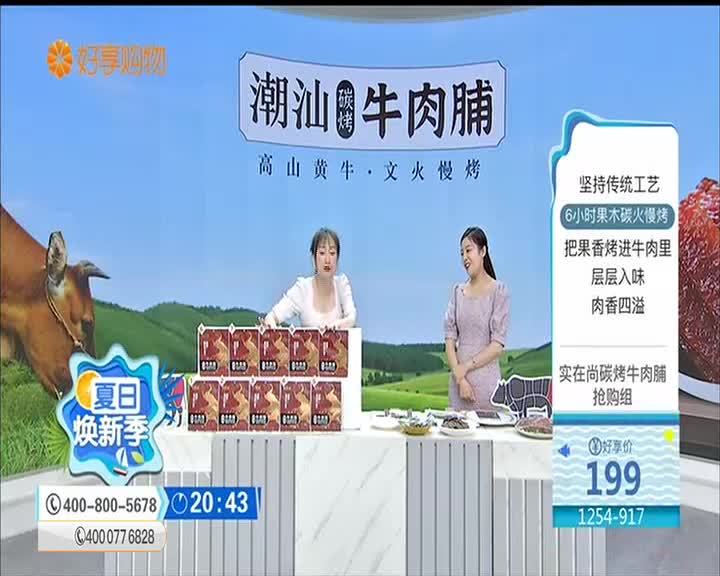 好享购物
潮汕碳烤牛肉脯
高山黄牛·文火慢烤
坚持传统工艺
6小时果木碳火慢烤
把果香烤进牛肉里
层层入味
肉香四溢
实在尚碳烤牛肉脯
抢购组
好享价
199
1254-917
夏日
焕新季
400-800-5678
20:43
400 077 6828